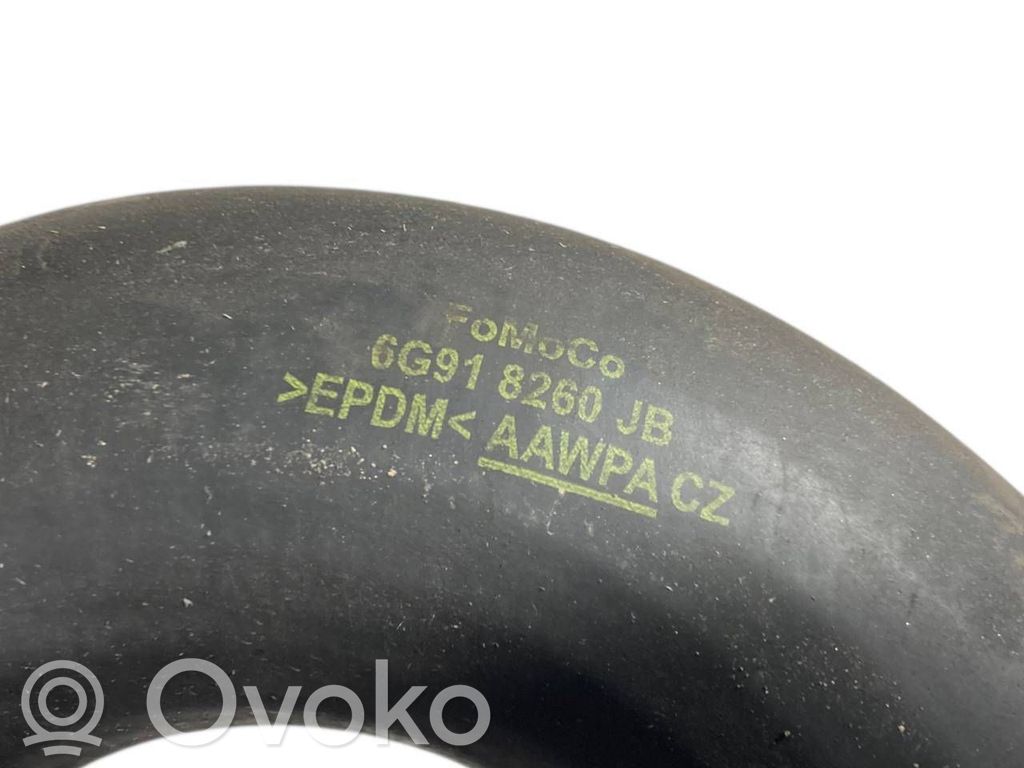 FoMoCo
6G91 8260 JB
>EPDM< AAWPA CZ
Ovoko